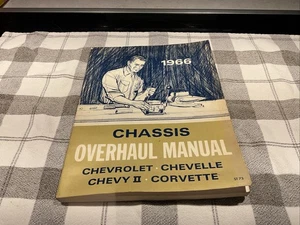 1966
CHASSIS
OVERHAUL MANUAL
CHEVROLET • CHEVELLE
CHEVY II • CORVETTE